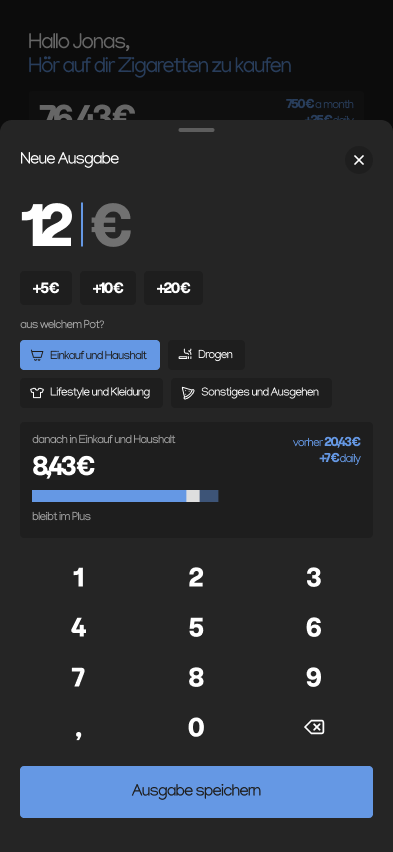 Hallo Jonas,
Hör auf dir Zigaretten zu kaufen
76,43€
750€ a month
+25€ daily
Neue Ausgabe
12 €
+5€ +10€ +20€
aus welchem Pot?
Einkauf und Haushalt Drogen
Lifestyle und Kleidung Sonstiges und Ausgehen
danach in Einkauf und Haushalt
vorher 20,43€
8,43€
+7€ daily
bleibt im Plus
1 2 3
4 5 6
7 8 9
, 0
Ausgabe speichern